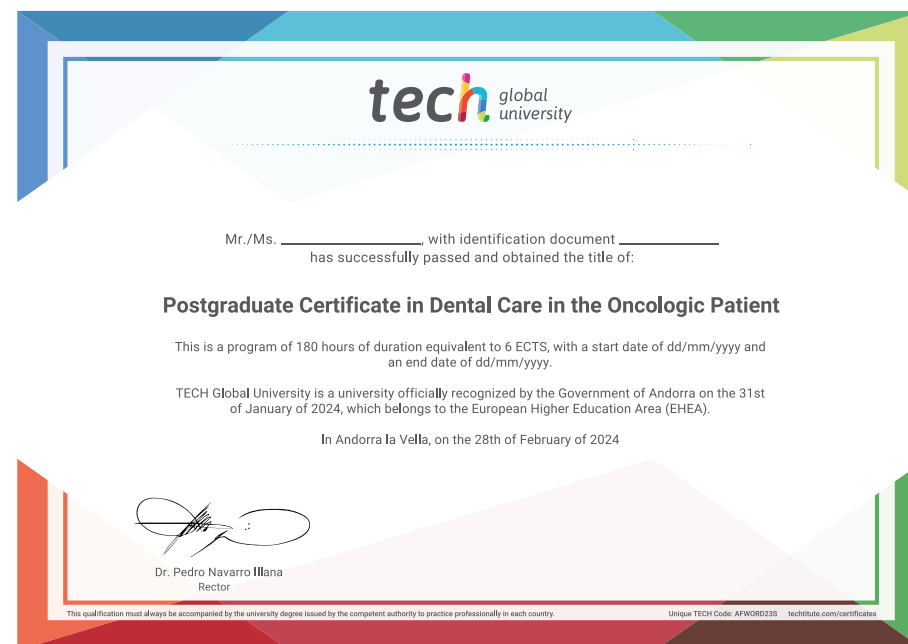 tech global university
Mr./Ms. ____________________, with identification document ______________
has successfully passed and obtained the title of:
Postgraduate Certificate in Dental Care in the Oncologic Patient
This is a program of 180 hours of duration equivalent to 6 ECTS, with a start date of dd/mm/yyyy and
an end date of dd/mm/yyyy.
TECH Global University is a university officially recognized by the Government of Andorra on the 31st
of January of 2024, which belongs to the European Higher Education Area (EHEA).
In Andorra la Vella, on the 28th of February of 2024
Dr. Pedro Navarro Illana
Rector
This qualification must always be accompanied by the university degree issued by the competent authority to practice professionally in each country.
Unique TECH Code: AFWORD23S techtitute.com/certificates